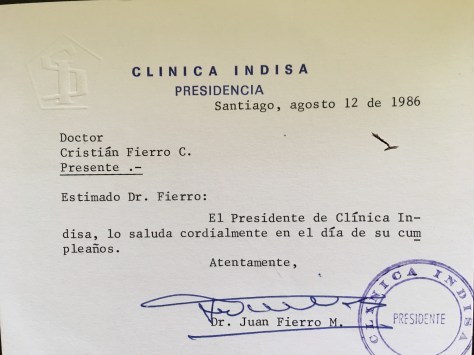 CLINICA INDISA
PRESIDENCIA
Santiago, agosto 12 de 1986
Doctor
Cristián Fierro C.
Presente .-
Estimado Dr. Fierro:
El Presidente de Clínica In-
disa, lo saluda cordialmente en el día de su cum
pleaños.
Atentamente,
Dr. Juan Fierro M.
CLINICA INDISA
PRESIDENTE